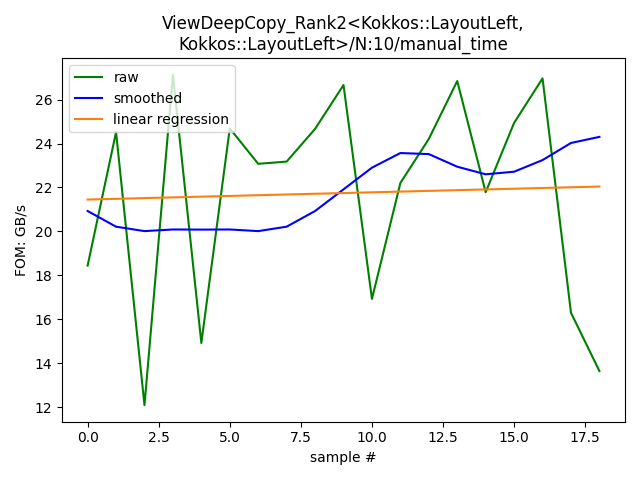 ViewDeepCopy_Rank2<Kokkos::LayoutLeft,
Kokkos::LayoutLeft>/N:10/manual_time
raw
smoothed
linear regression
FOM: GB/s
26
24
22
20
18
16
14
12
0.0 2.5 5.0 7.5 10.0 12.5 15.0 17.5
sample #